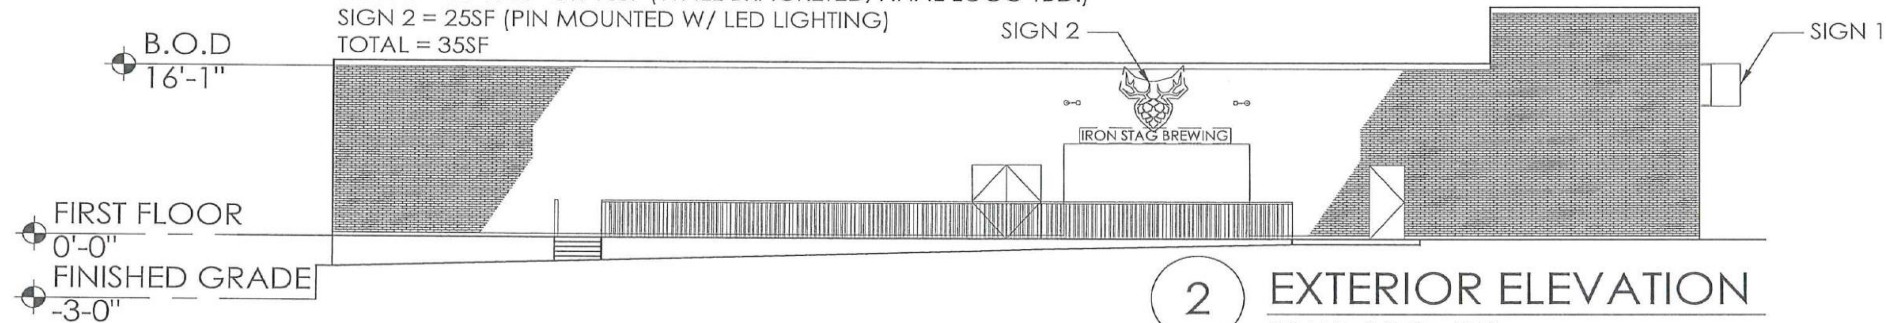 SIGN 2 = 25SF (PIN MOUNTED W/ LED LIGHTING)
TOTAL = 35SF
SIGN 2
SIGN 1
B.O.D
16'-1"
IRON STAG BREWING
FIRST FLOOR
0'-0"
FINISHED GRADE
-3-0"
2
EXTERIOR ELEVATION